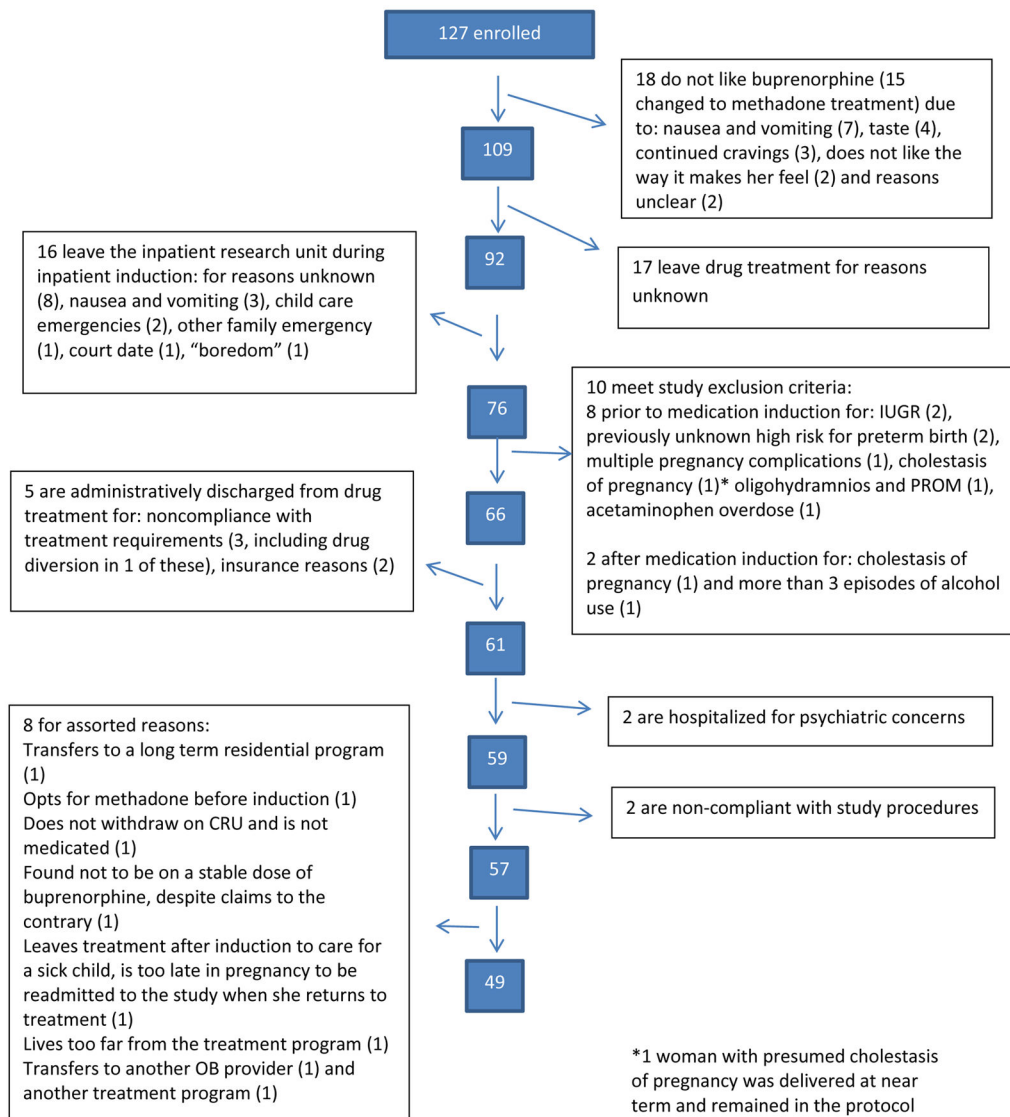 127 enrolled
18 do not like buprenorphine (15
changed to methadone treatment) due
to: nausea and vomiting (7), taste (4),
continued cravings (3), does not like the
way it makes her feel (2) and reasons
unclear (2)
109
92
17 leave drug treatment for reasons
unknown
16 leave the inpatient research unit during
inpatient induction: for reasons unknown
(8), nausea and vomiting (3), child care
emergencies (2), other family emergency
(1), court date (1), “boredom” (1)
76
10 meet study exclusion criteria:
8 prior to medication induction for: IUGR (2),
previously unknown high risk for preterm birth (2),
multiple pregnancy complications (1), cholestasis
of pregnancy (1)* oligohydramnios and PROM (1),
acetaminophen overdose (1)
2 after medication induction for: cholestasis of
pregnancy (1) and more than 3 episodes of alcohol
use (1)
66
5 are administratively discharged from drug
treatment for: noncompliance with
treatment requirements (3, including drug
diversion in 1 of these), insurance reasons (2)
61
2 are hospitalized for psychiatric concerns
59
2 are non-compliant with study procedures
57
8 for assorted reasons:
Transfers to a long term residential program
(1)
Opts for methadone before induction (1)
Does not withdraw on CRU and is not
medicated (1)
Found not to be on a stable dose of
buprenorphine, despite claims to the
contrary (1)
Leaves treatment after induction to care for
a sick child, is too late in pregnancy to be
readmitted to the study when she returns to
treatment (1)
Lives too far from the treatment program (1)
Transfers to another OB provider (1) and
another treatment program (1)
49
*1 woman with presumed cholestasis
of pregnancy was delivered at near
term and remained in the protocol